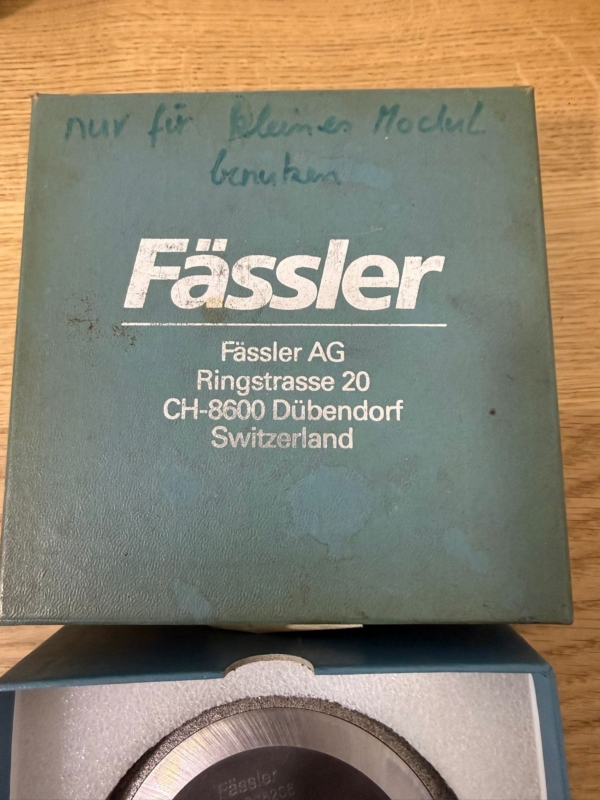 nur für kleines Modul
benutzen
Fässler
Fässler AG
Ringstrasse 20
CH-8600 Dübendorf
Switzerland
Fässler